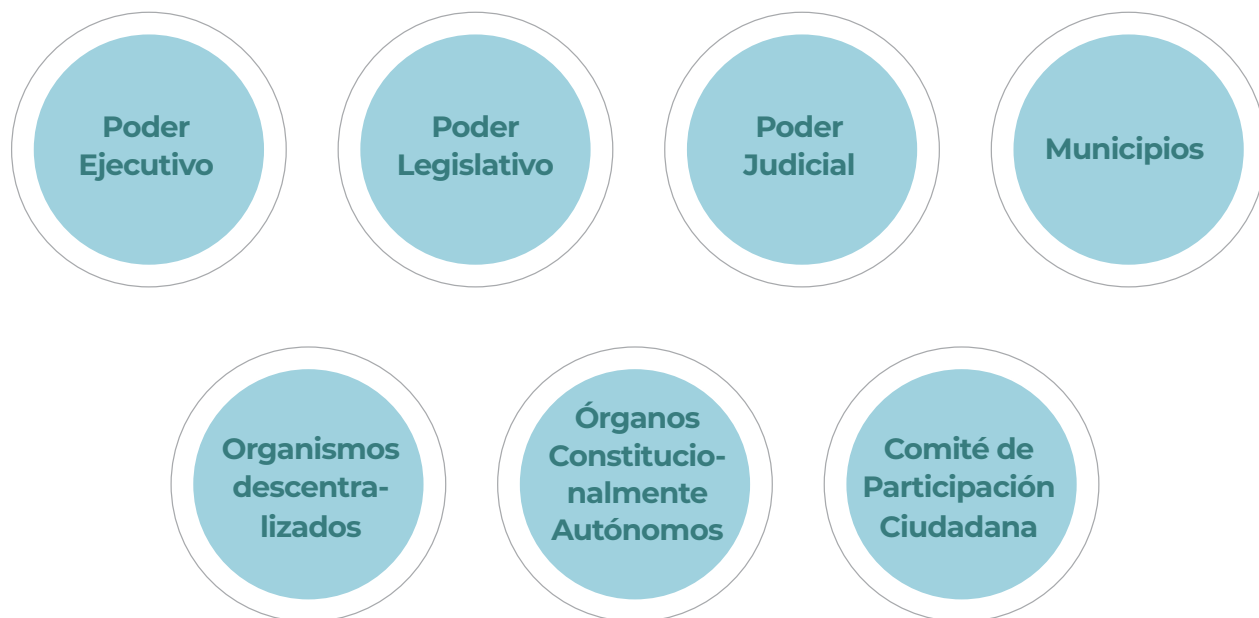 Poder
Ejecutivo
Poder
Legislativo
Poder
Judicial
Municipios
Organismos
descentra-
lizados
Órganos
Constitucio-
nalmente
Autónomos
Comité de
Participación
Ciudadana